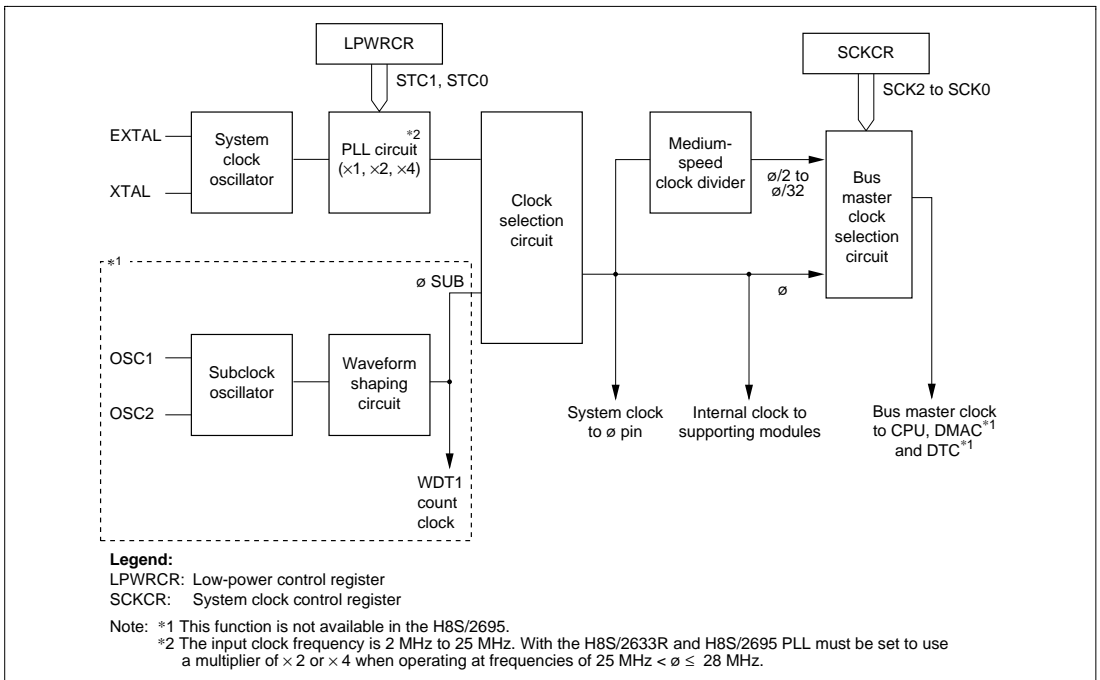 LPWRCR
STC1, STC0
SCKCR
SCK2 to SCK0
EXTAL
XTAL
System
clock
oscillator
*2
PLL circuit
(×1, ×2, ×4)
Clock
selection
circuit
Medium-
speed
clock divider
ø/2 to
ø/32
Bus
master
clock
selection
circuit
*1
ø SUB
ø
OSC1
OSC2
Subclock
oscillator
Waveform
shaping
circuit
WDT1
count
clock
System clock
to ø pin
Internal clock to
supporting modules
Bus master clock
to CPU, DMAC*1
and DTC*1
Legend:
LPWRCR: Low-power control register
SCKCR: System clock control register
Note: *1 This function is not available in the H8S/2695.
*2 The input clock frequency is 2 MHz to 25 MHz. With the H8S/2633R and H8S/2695 PLL must be set to use
a multiplier of × 2 or × 4 when operating at frequencies of 25 MHz < ø ≤ 28 MHz.